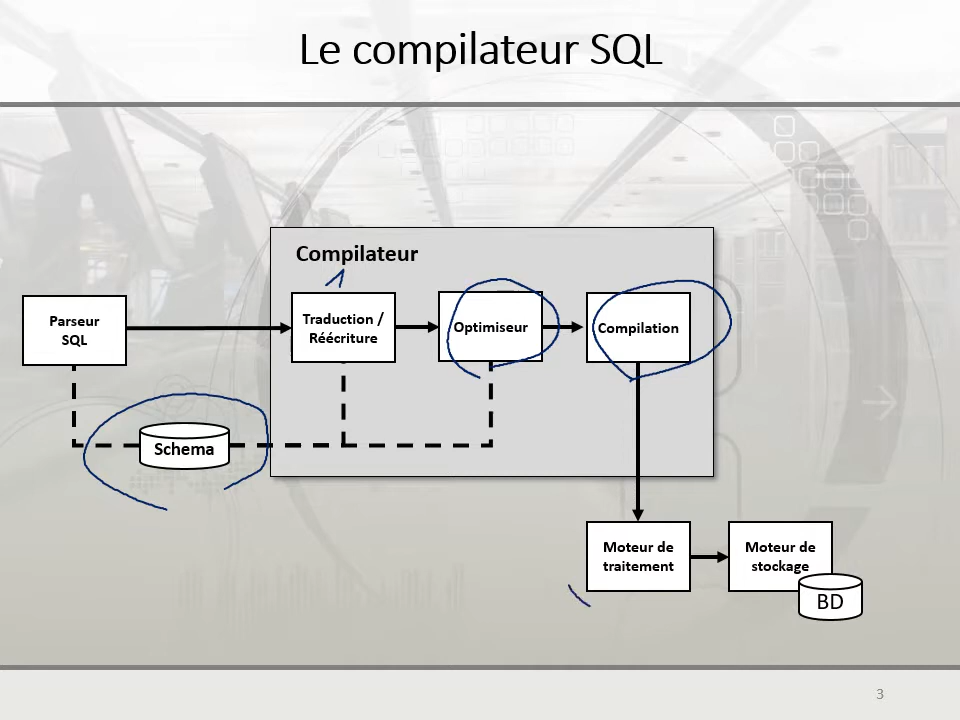 Le compilateur SQL
Compilateur
Parseur
SQL
Traduction /
Réécriture
Optimiseur
Compilation
Schema
Moteur de
traitement
Moteur de
stockage
BD
3